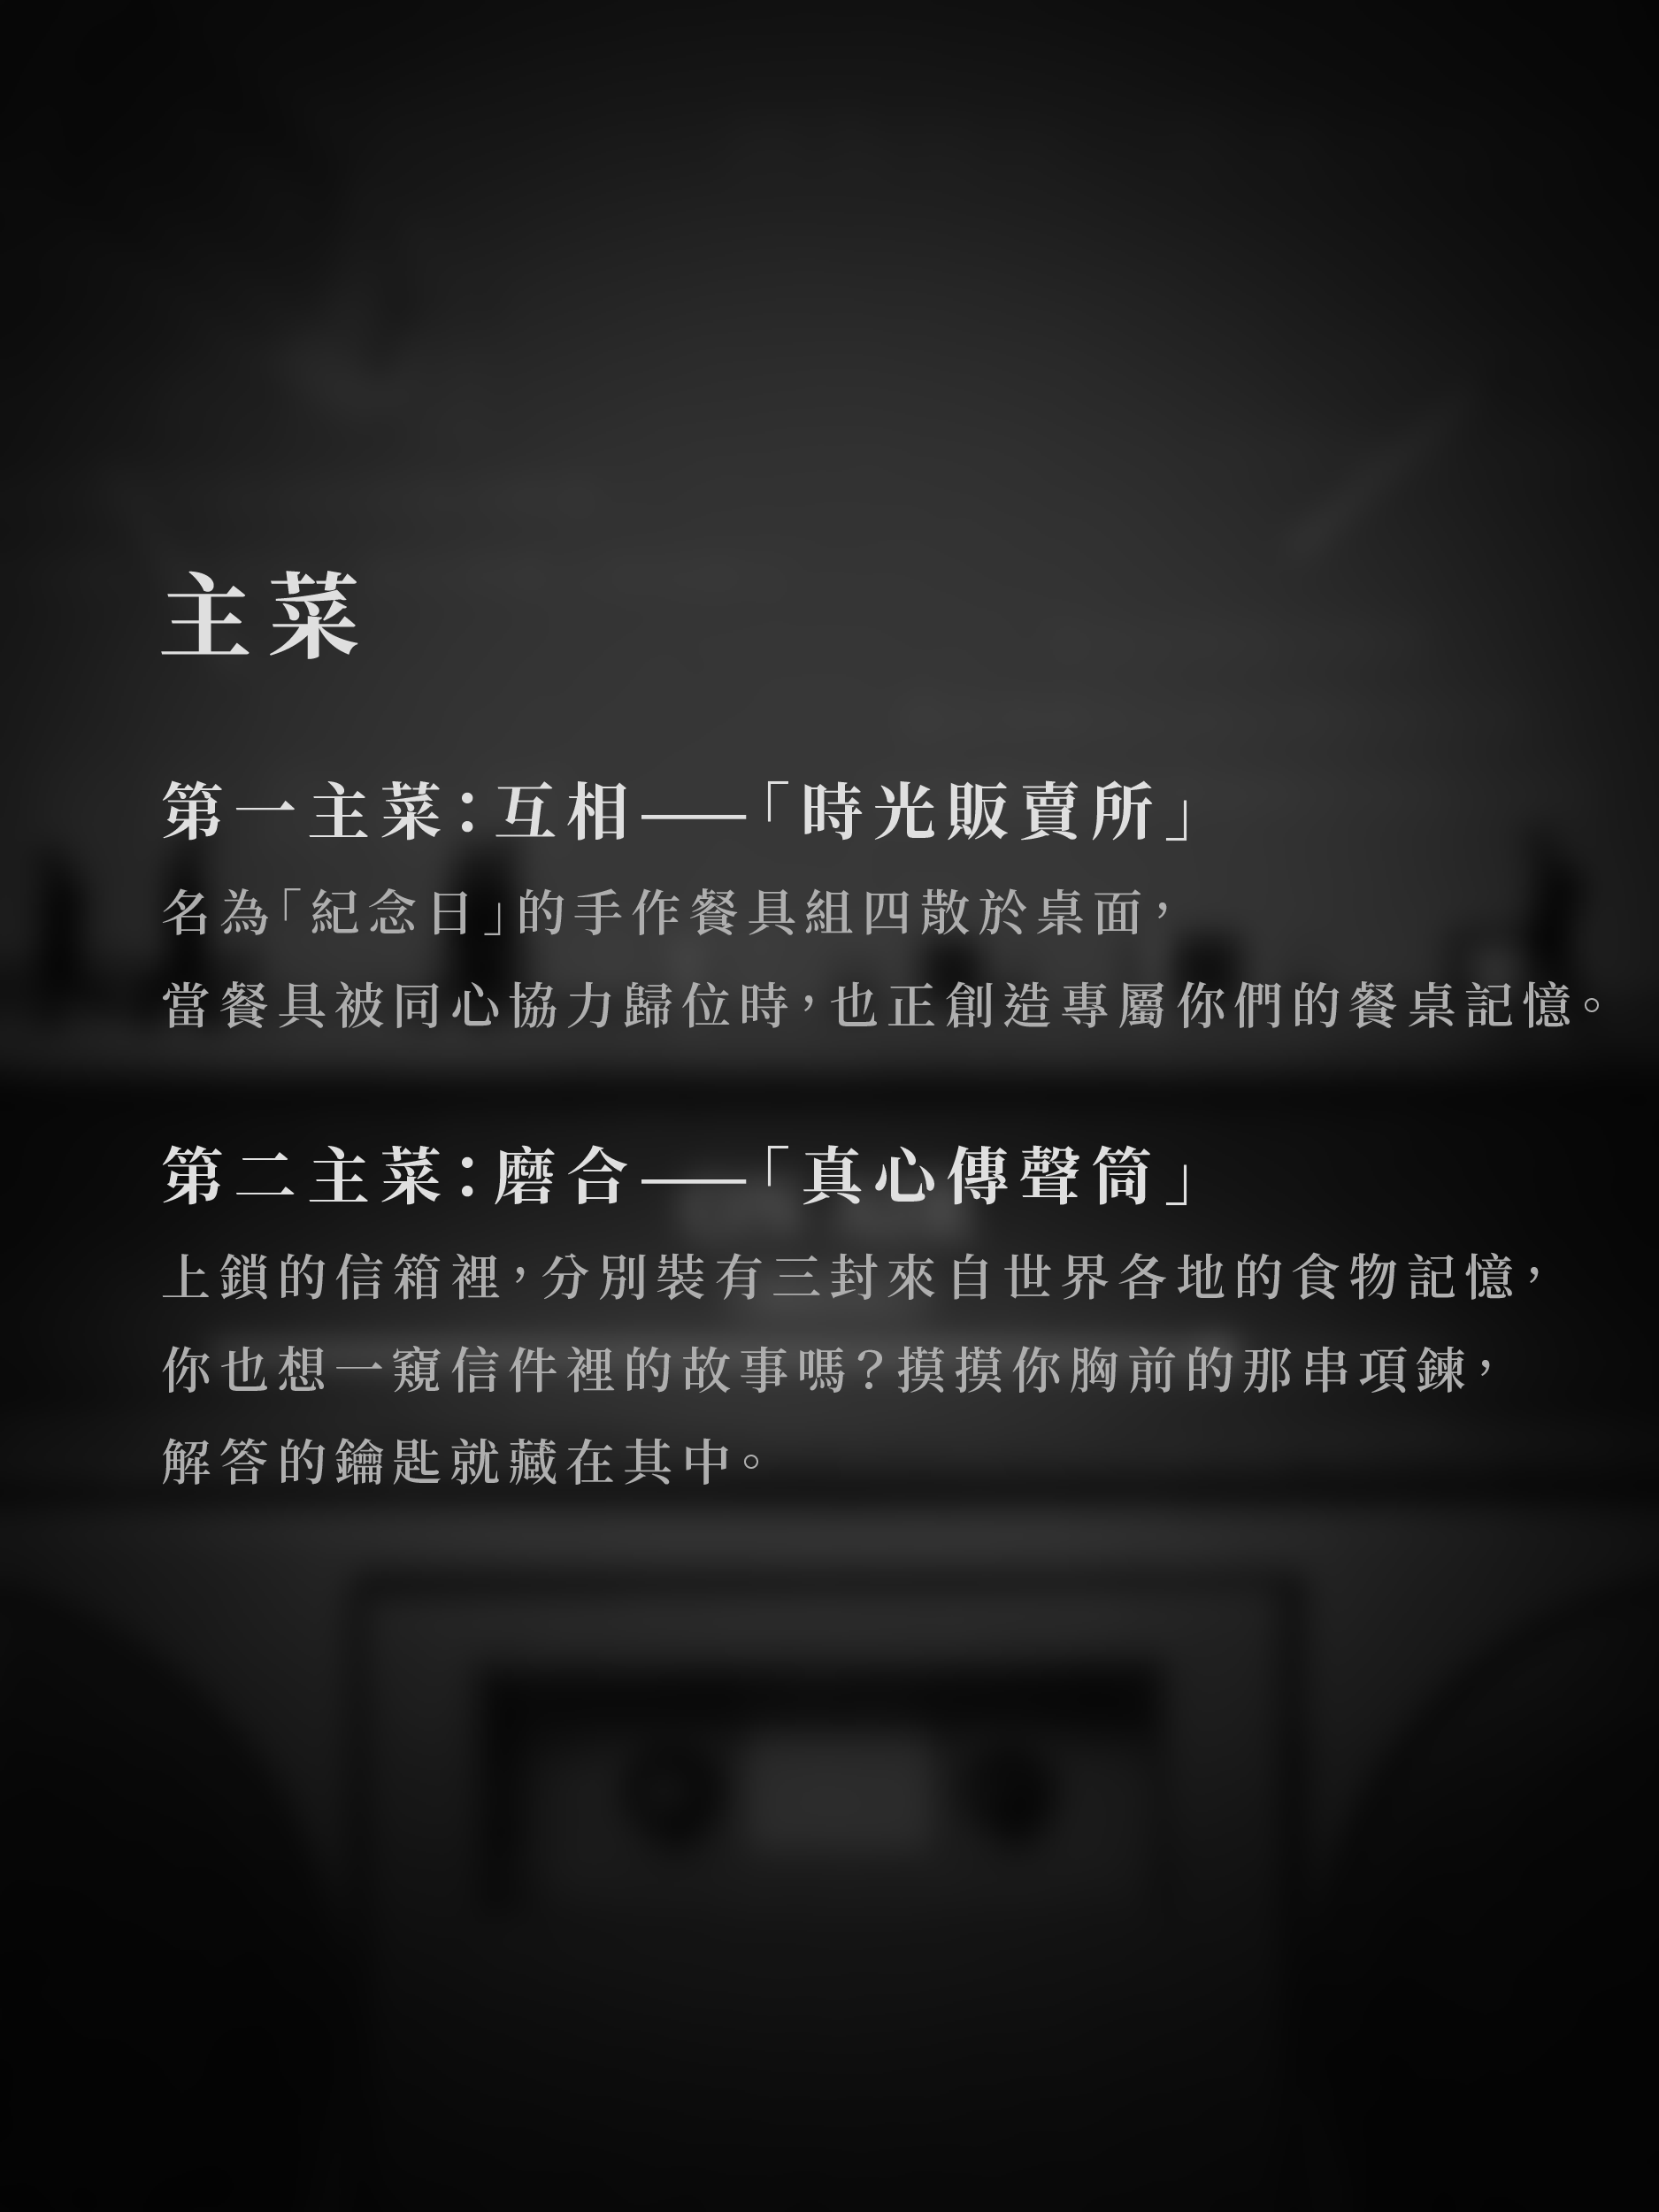 主菜
第一主菜：互相——「時光販賣所」
名為「紀念日」的手作餐具組四散於桌面，
當餐具被同心協力歸位時，也正創造專屬你們的餐桌記憶。
第二主菜：磨合——「真心傳聲筒」
上鎖的信箱裡，分別裝有三封來自世界各地的食物記憶，
你也想一窺信件裡的故事嗎？摸摸你胸前的那串項鍊，
解答的鑰匙就藏在其中。